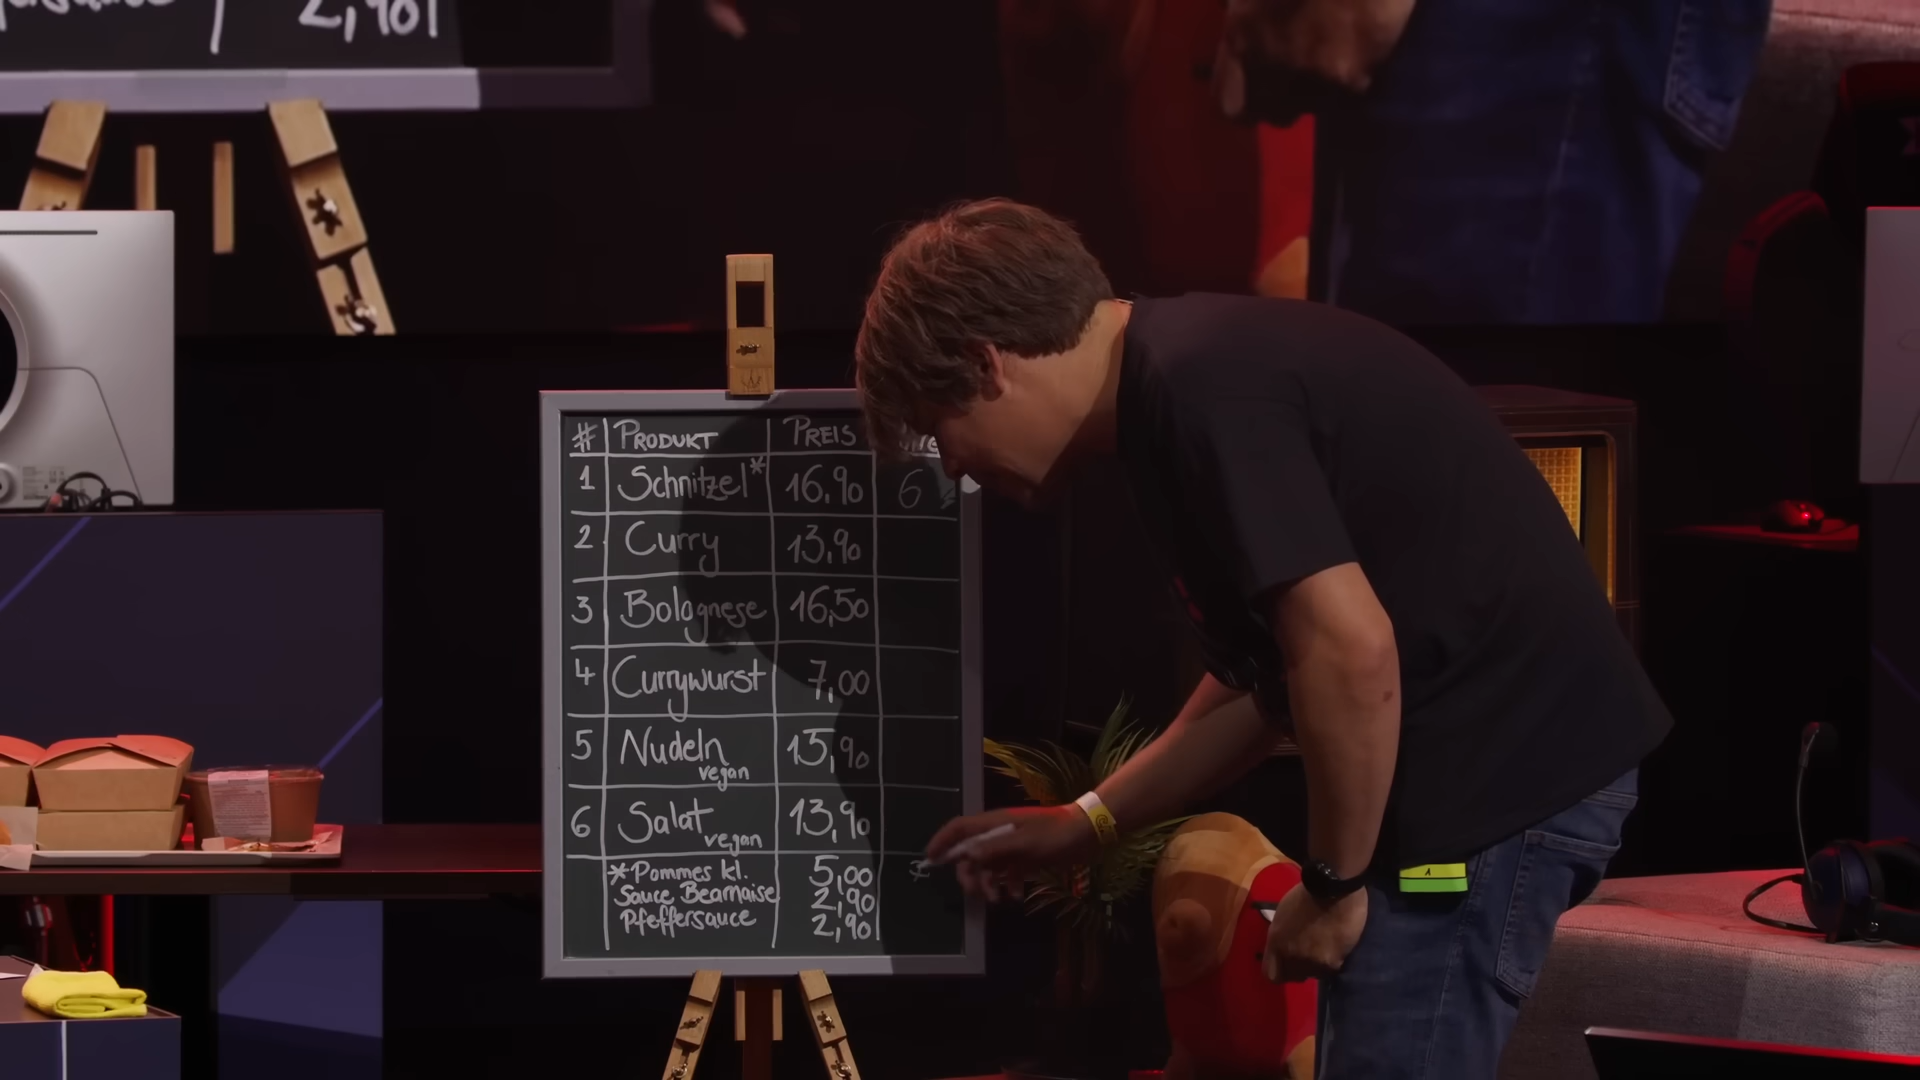 2,90
# PRODUKT PREIS
1 Schnitzel* 16,90 6
2 Curry 13,90
3 Bolognese 16,50
4 Currywurst 7,00
5 Nudeln vegan 15,90
6 Salat vegan 13,90
*Pommes kl. 5,00
Sauce Bearnaise 2,90
Pfeffersauce 2,90